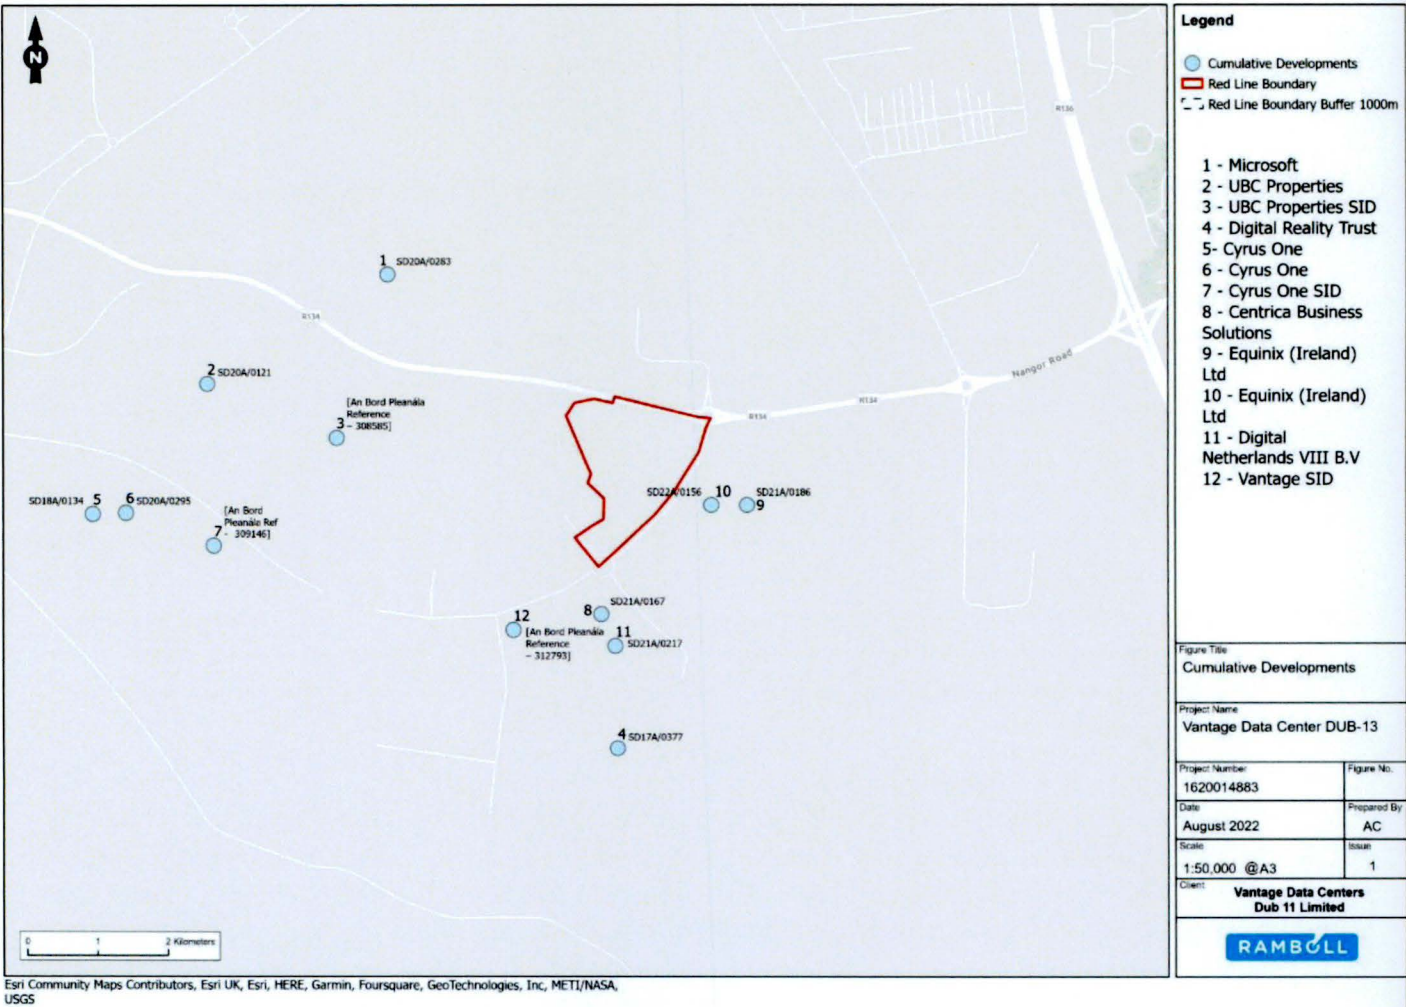 N
R136
1 SD20A/0283
R134
2 SD20A/0121
[An Bord Pleanála
Reference
3 – 308585]
Nangor Road
R134
R134
SD18A/0134 5
6 SD20A/0295
[An Bord
Pleanála Ref
7 - 309146]
SD22A/0156 10
SD21A/0186
9
12
[An Bord Pleanála
Reference
– 312793]
8 SD21A/0167
11
SD21A/0217
4 SD17A/0377
0 1 2 Kilometers
Esri Community Maps Contributors, Esri UK, Esri, HERE, Garmin, Foursquare, GeoTechnologies, Inc, METI/NASA,
USGS
Legend
Cumulative Developments
Red Line Boundary
Red Line Boundary Buffer 1000m
1 - Microsoft
2 - UBC Properties
3 - UBC Properties SID
4 - Digital Reality Trust
5- Cyrus One
6 - Cyrus One
7 - Cyrus One SID
8 - Centrica Business
Solutions
9 - Equinix (Ireland)
Ltd
10 - Equinix (Ireland)
Ltd
11 - Digital
Netherlands VIII B.V
12 - Vantage SID
Figure Title
Cumulative Developments
Project Name
Vantage Data Center DUB-13
Project Number
1620014883
Figure No.
Date
August 2022
Prepared By
AC
Scale
1:50,000 @A3
Issue
1
Client
Vantage Data Centers
Dub 11 Limited
RAMBOLL